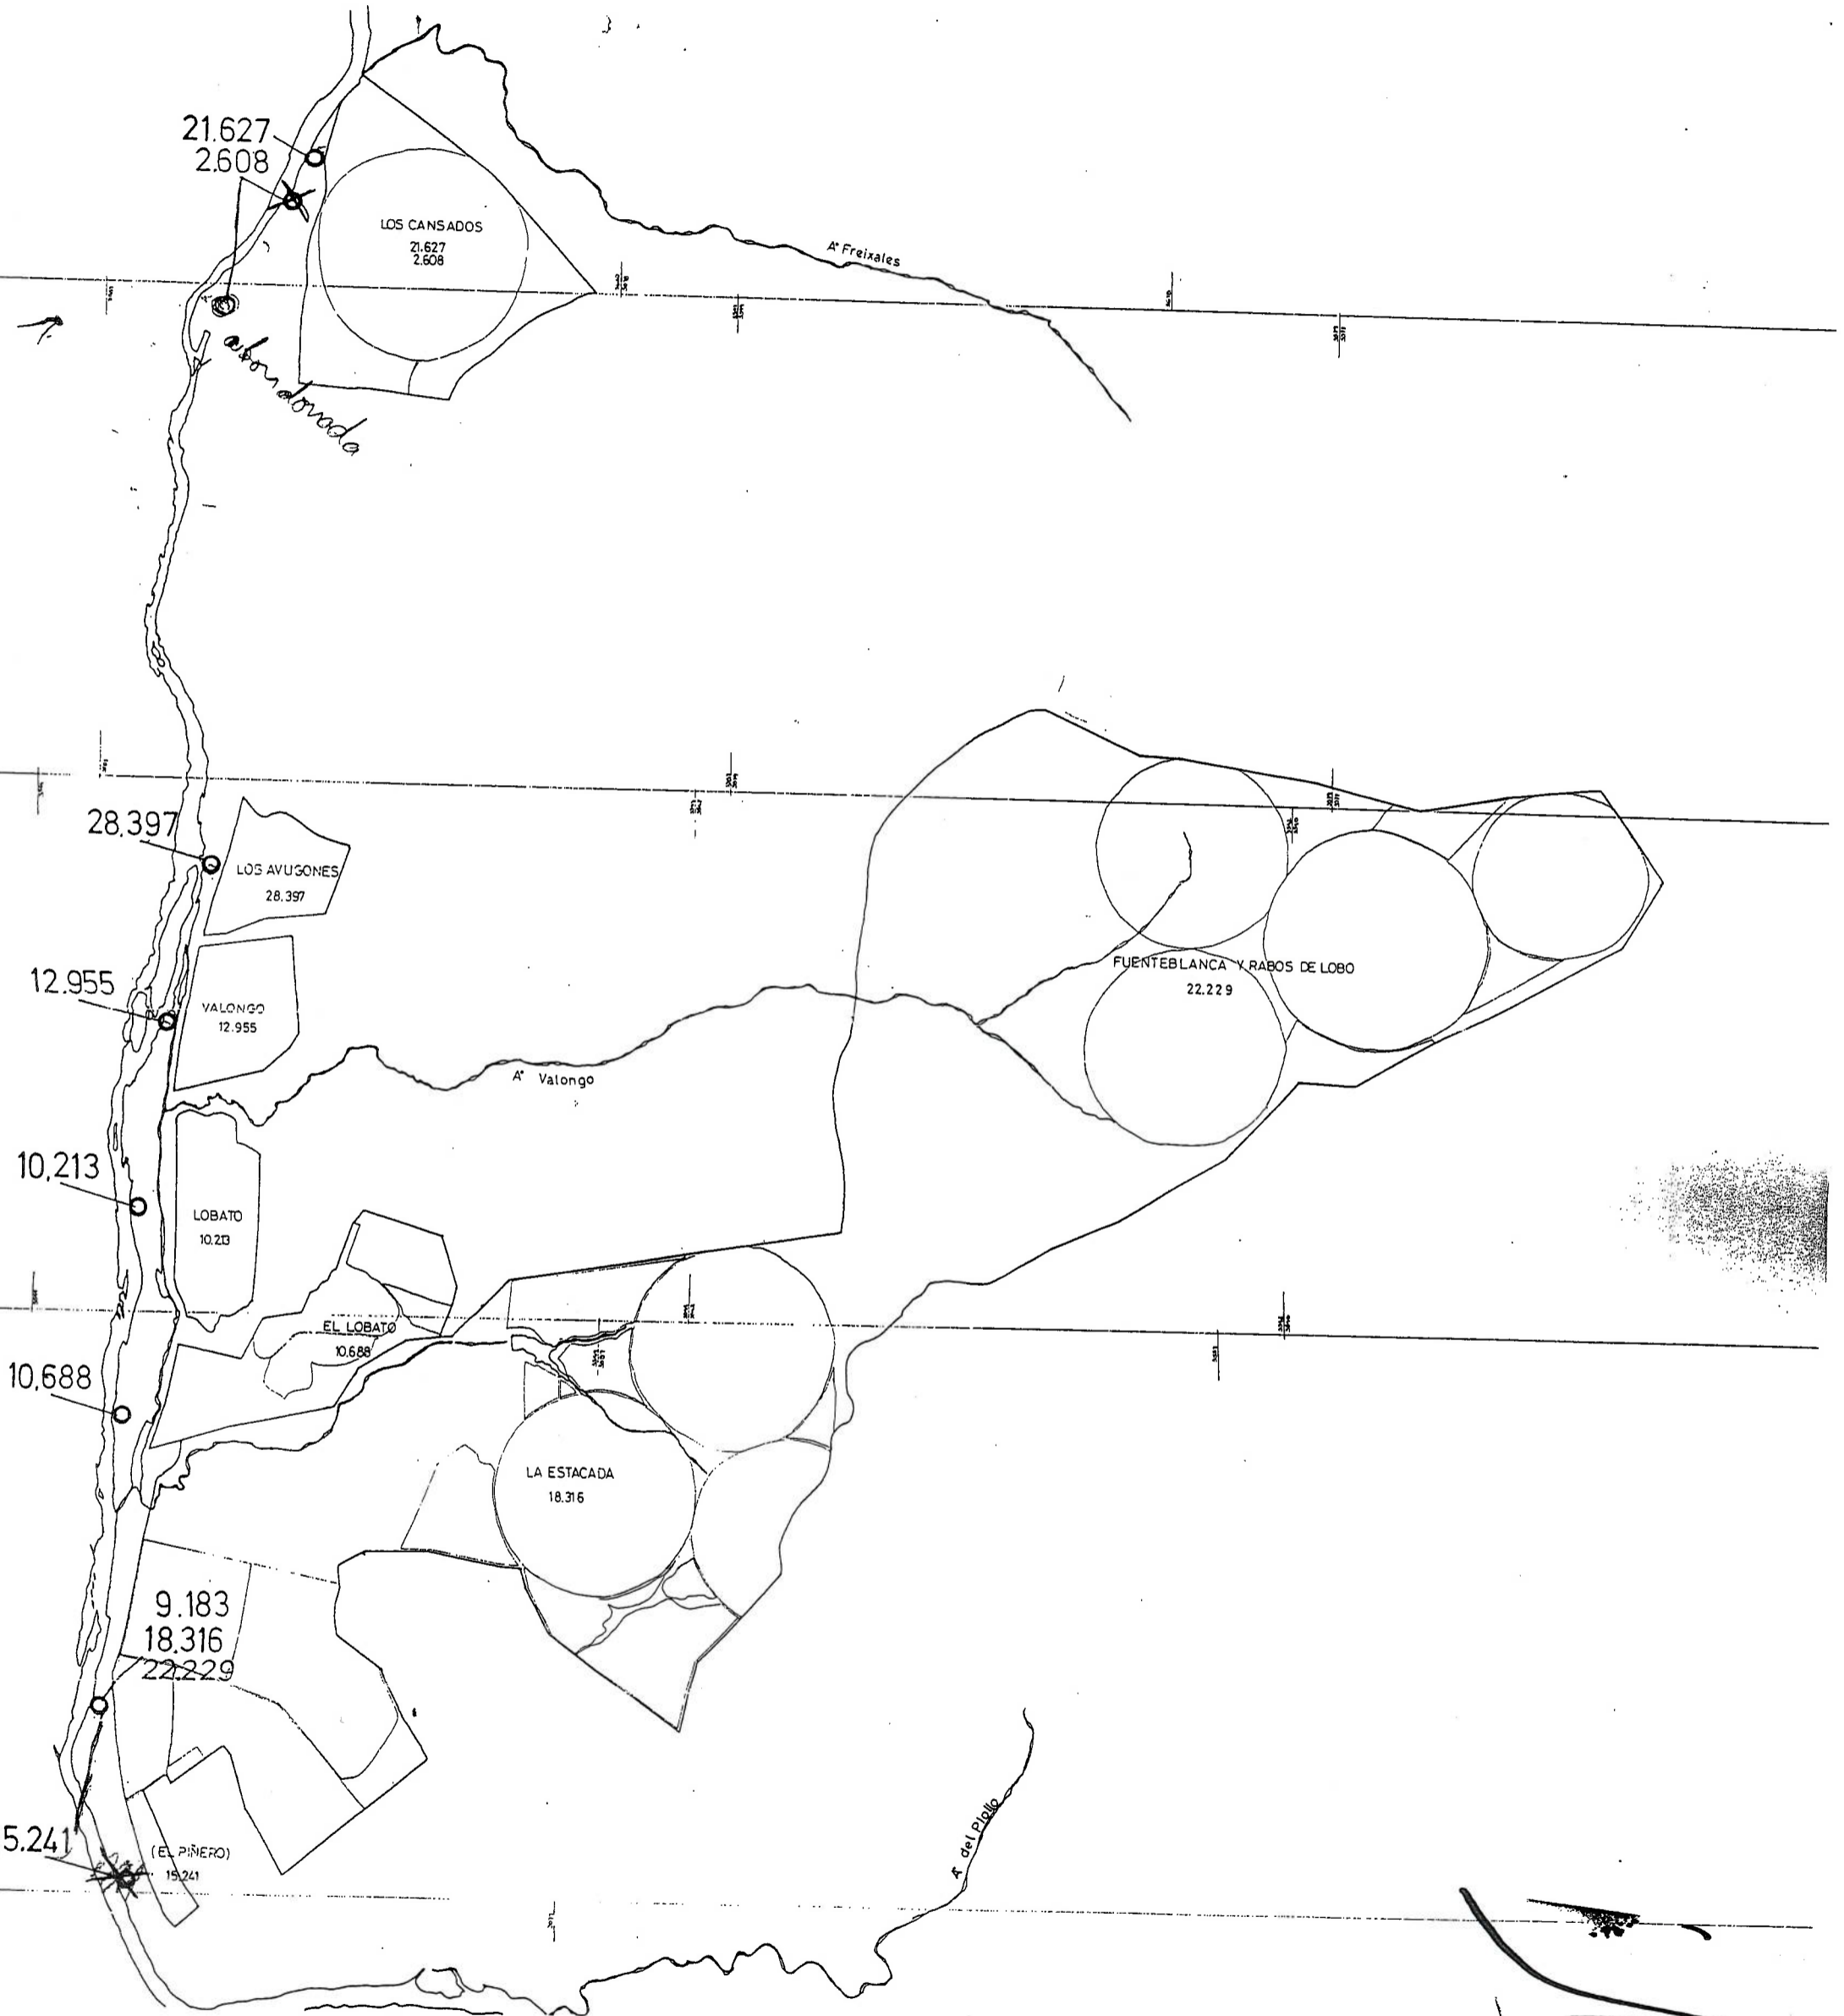 21.627
2.608
LOS CANSADOS
21.627
2.608
Aº Freixales
abondonada
28.397
LOS AVUGONES
28.397
12.955
VALONGO
12.955
FUENTEBLANCA Y RABOS DE LOBO
22.229
Aº Valongo
10,213
LOBATO
10.213
EL LOBATO
10.688
10,688
LA ESTACADA
18.316
9.183
18.316
22.229
5.241
(EL PIÑERO)
15.241
Aº del Piollo